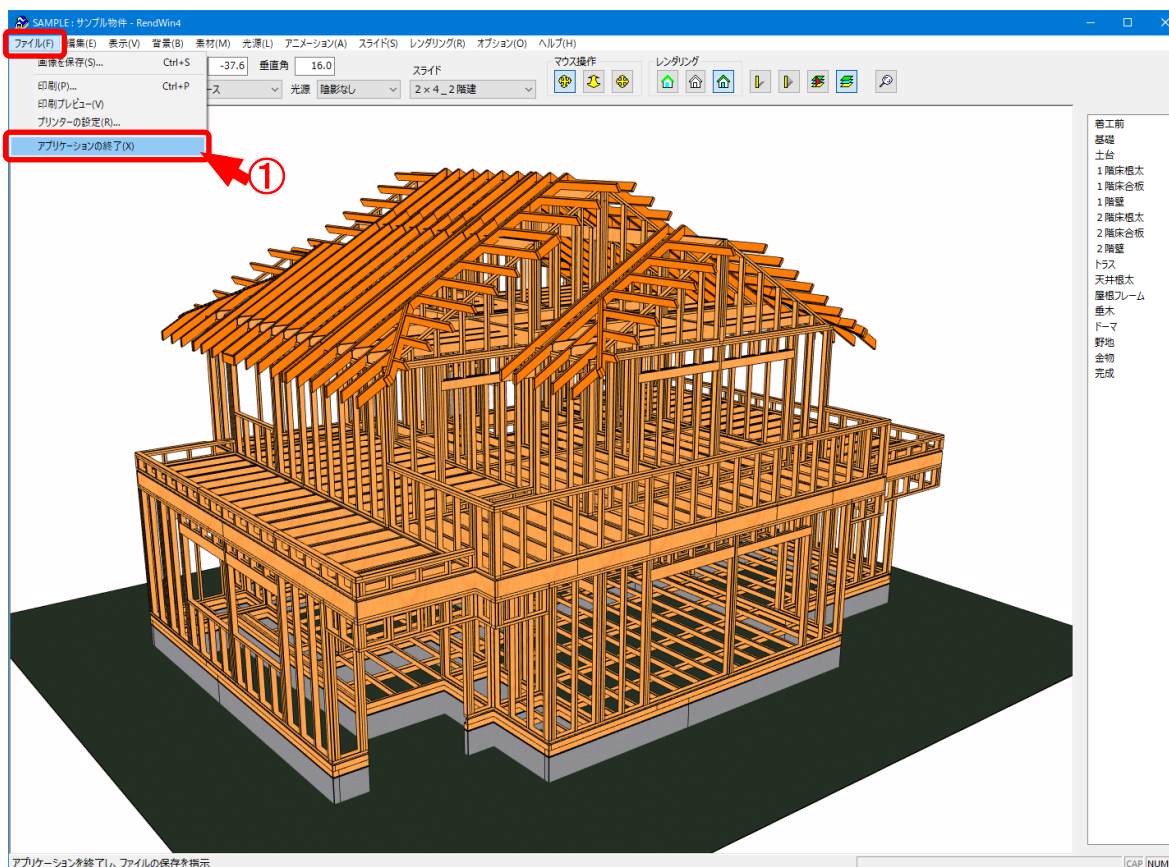 SAMPLE : サンプル物件 - RendWin4
ファイル(F) 編集(E) 表示(V) 背景(B) 素材(M) 光源(L) アニメーション(A) スライド(S) レンダリング(R) オプション(O) ヘルプ(H)
画像を保存(S)... Ctrl+S
印刷(P)... Ctrl+P
印刷プレビュー(V)
プリンターの設定(R)...
アプリケーションの終了(X)
①
-37.6 垂直角 16.0
ース 光源 陰影なし
スライド
2×4_2階建
マウス操作
レンダリング
着工前
基礎
土台
1階床根太
1階床合板
1階壁
2階床根太
2階床合板
2階壁
トラス
天井根太
屋根フレーム
垂木
ドーマ
野地
金物
完成
アプリケーションを終了し、ファイルの保存を指示
CAP NUM